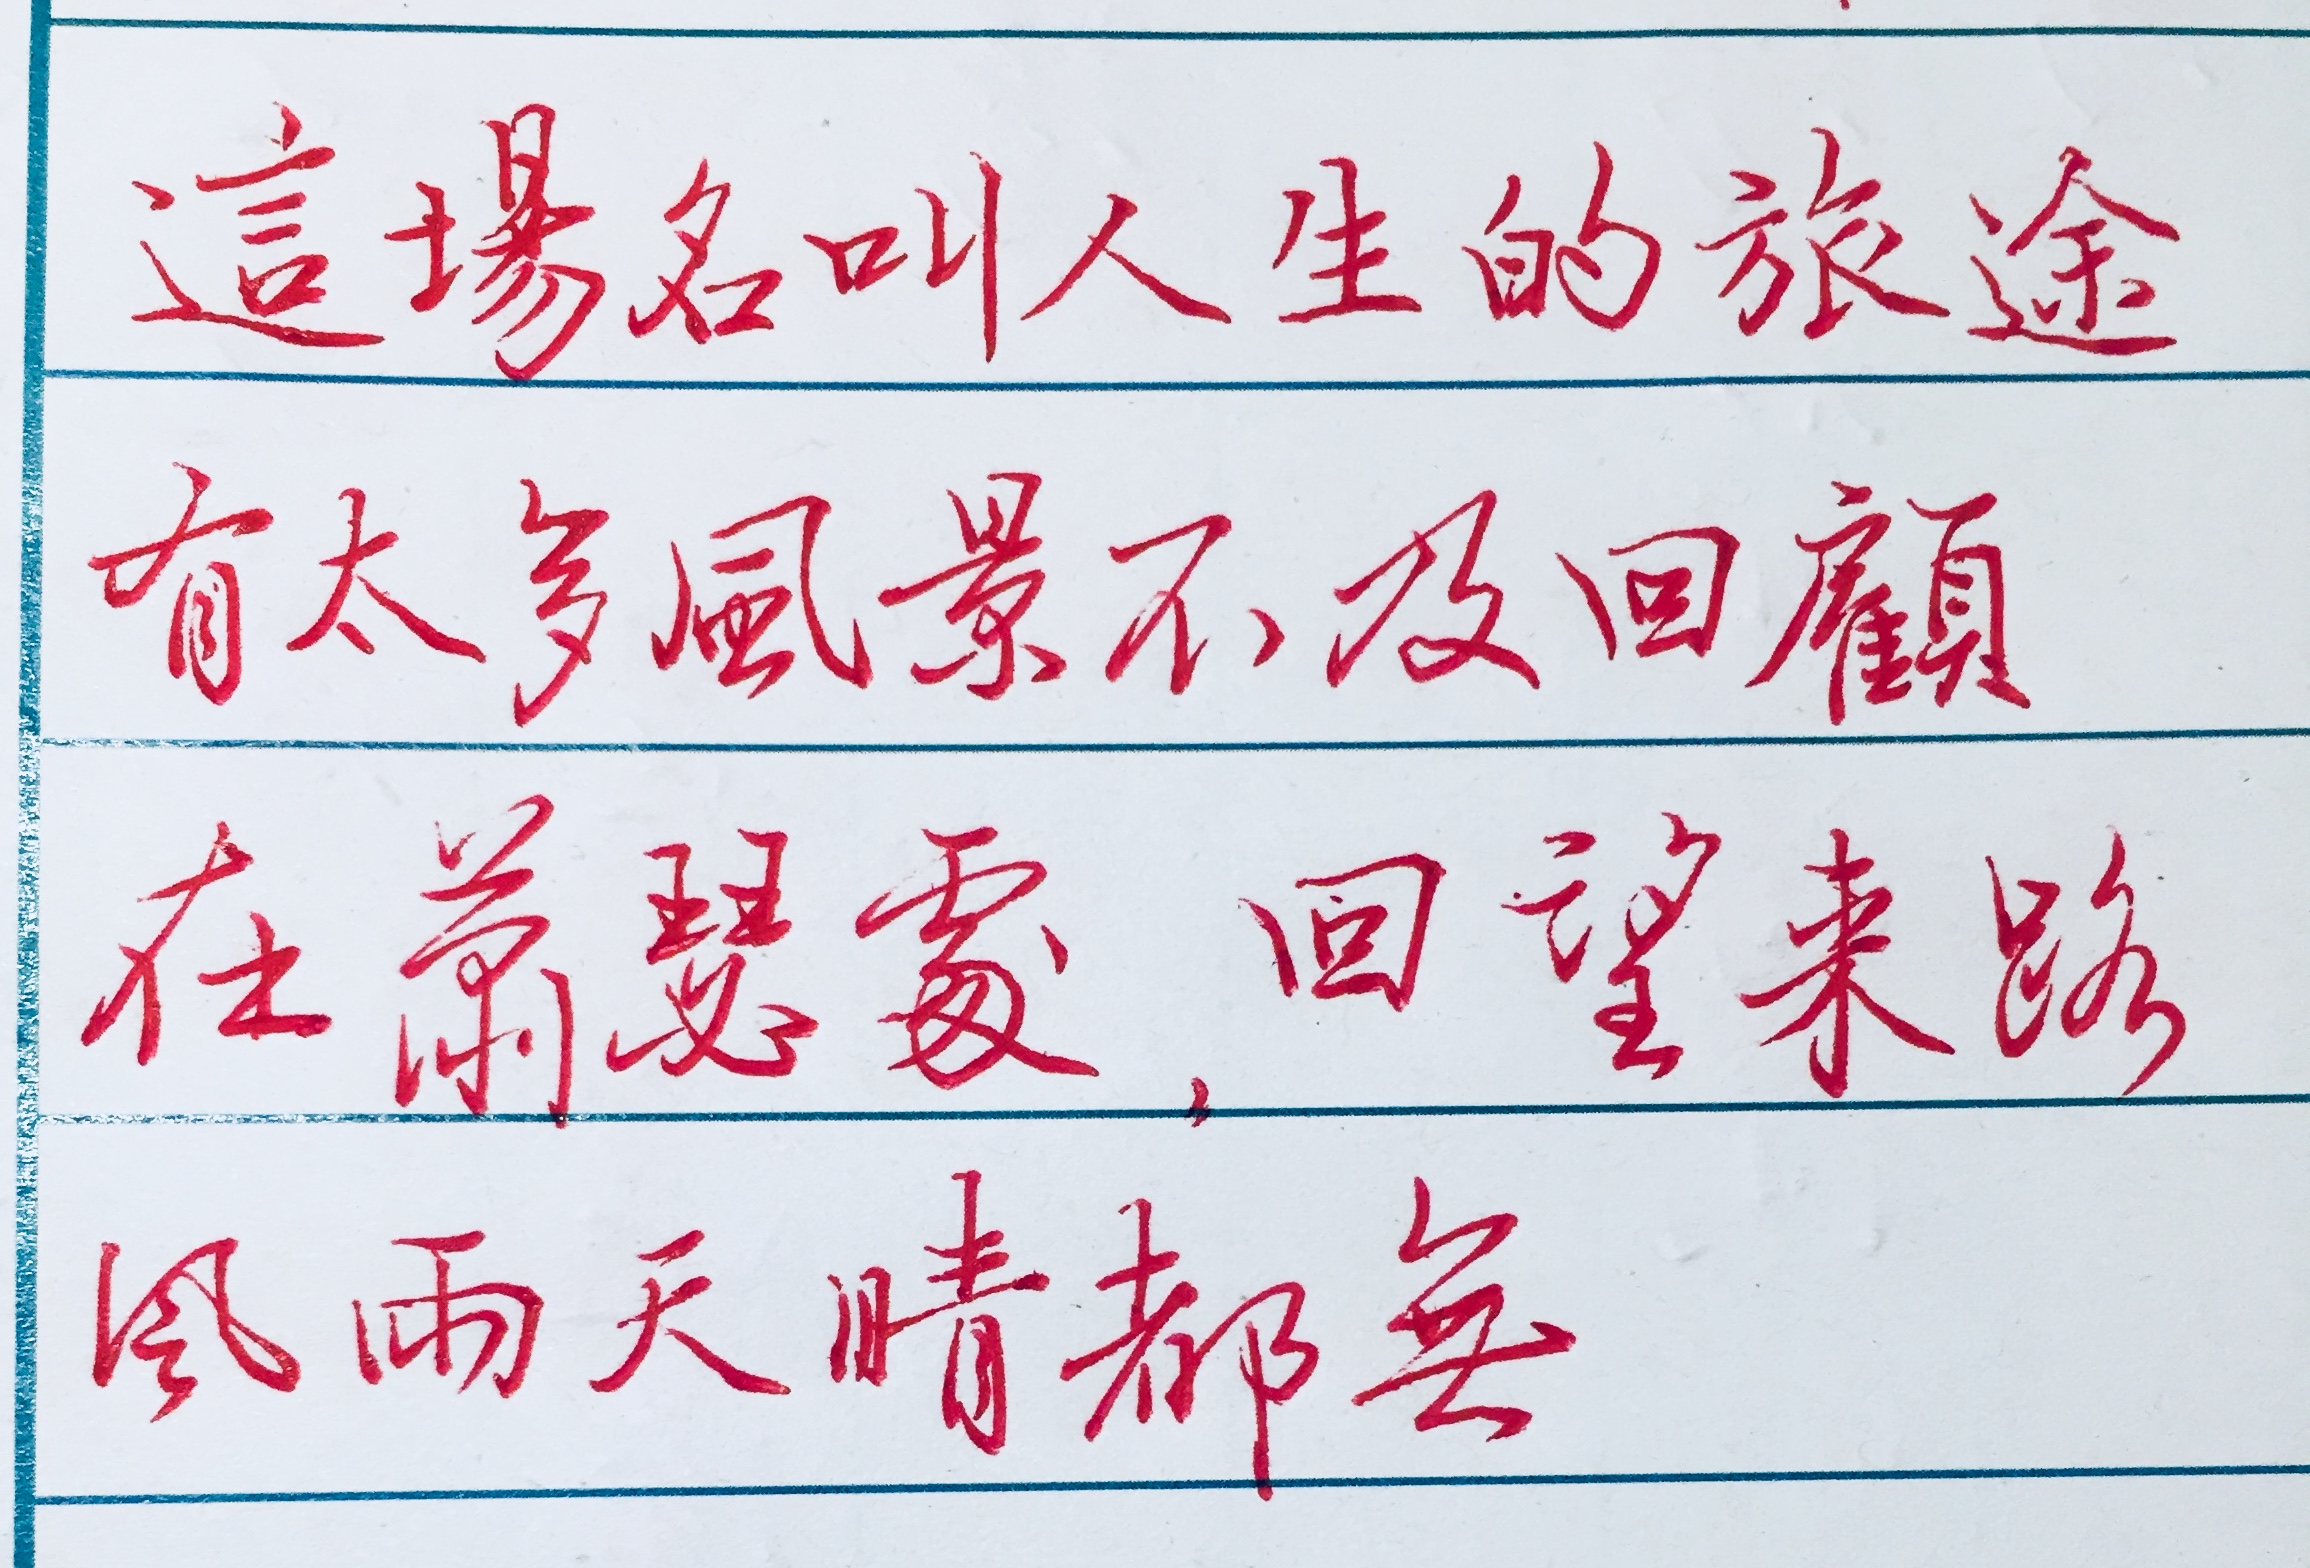 這場名叫人生的旅途
有太多風景不及回顧
在蕭瑟處，回望来路
風雨天晴都無